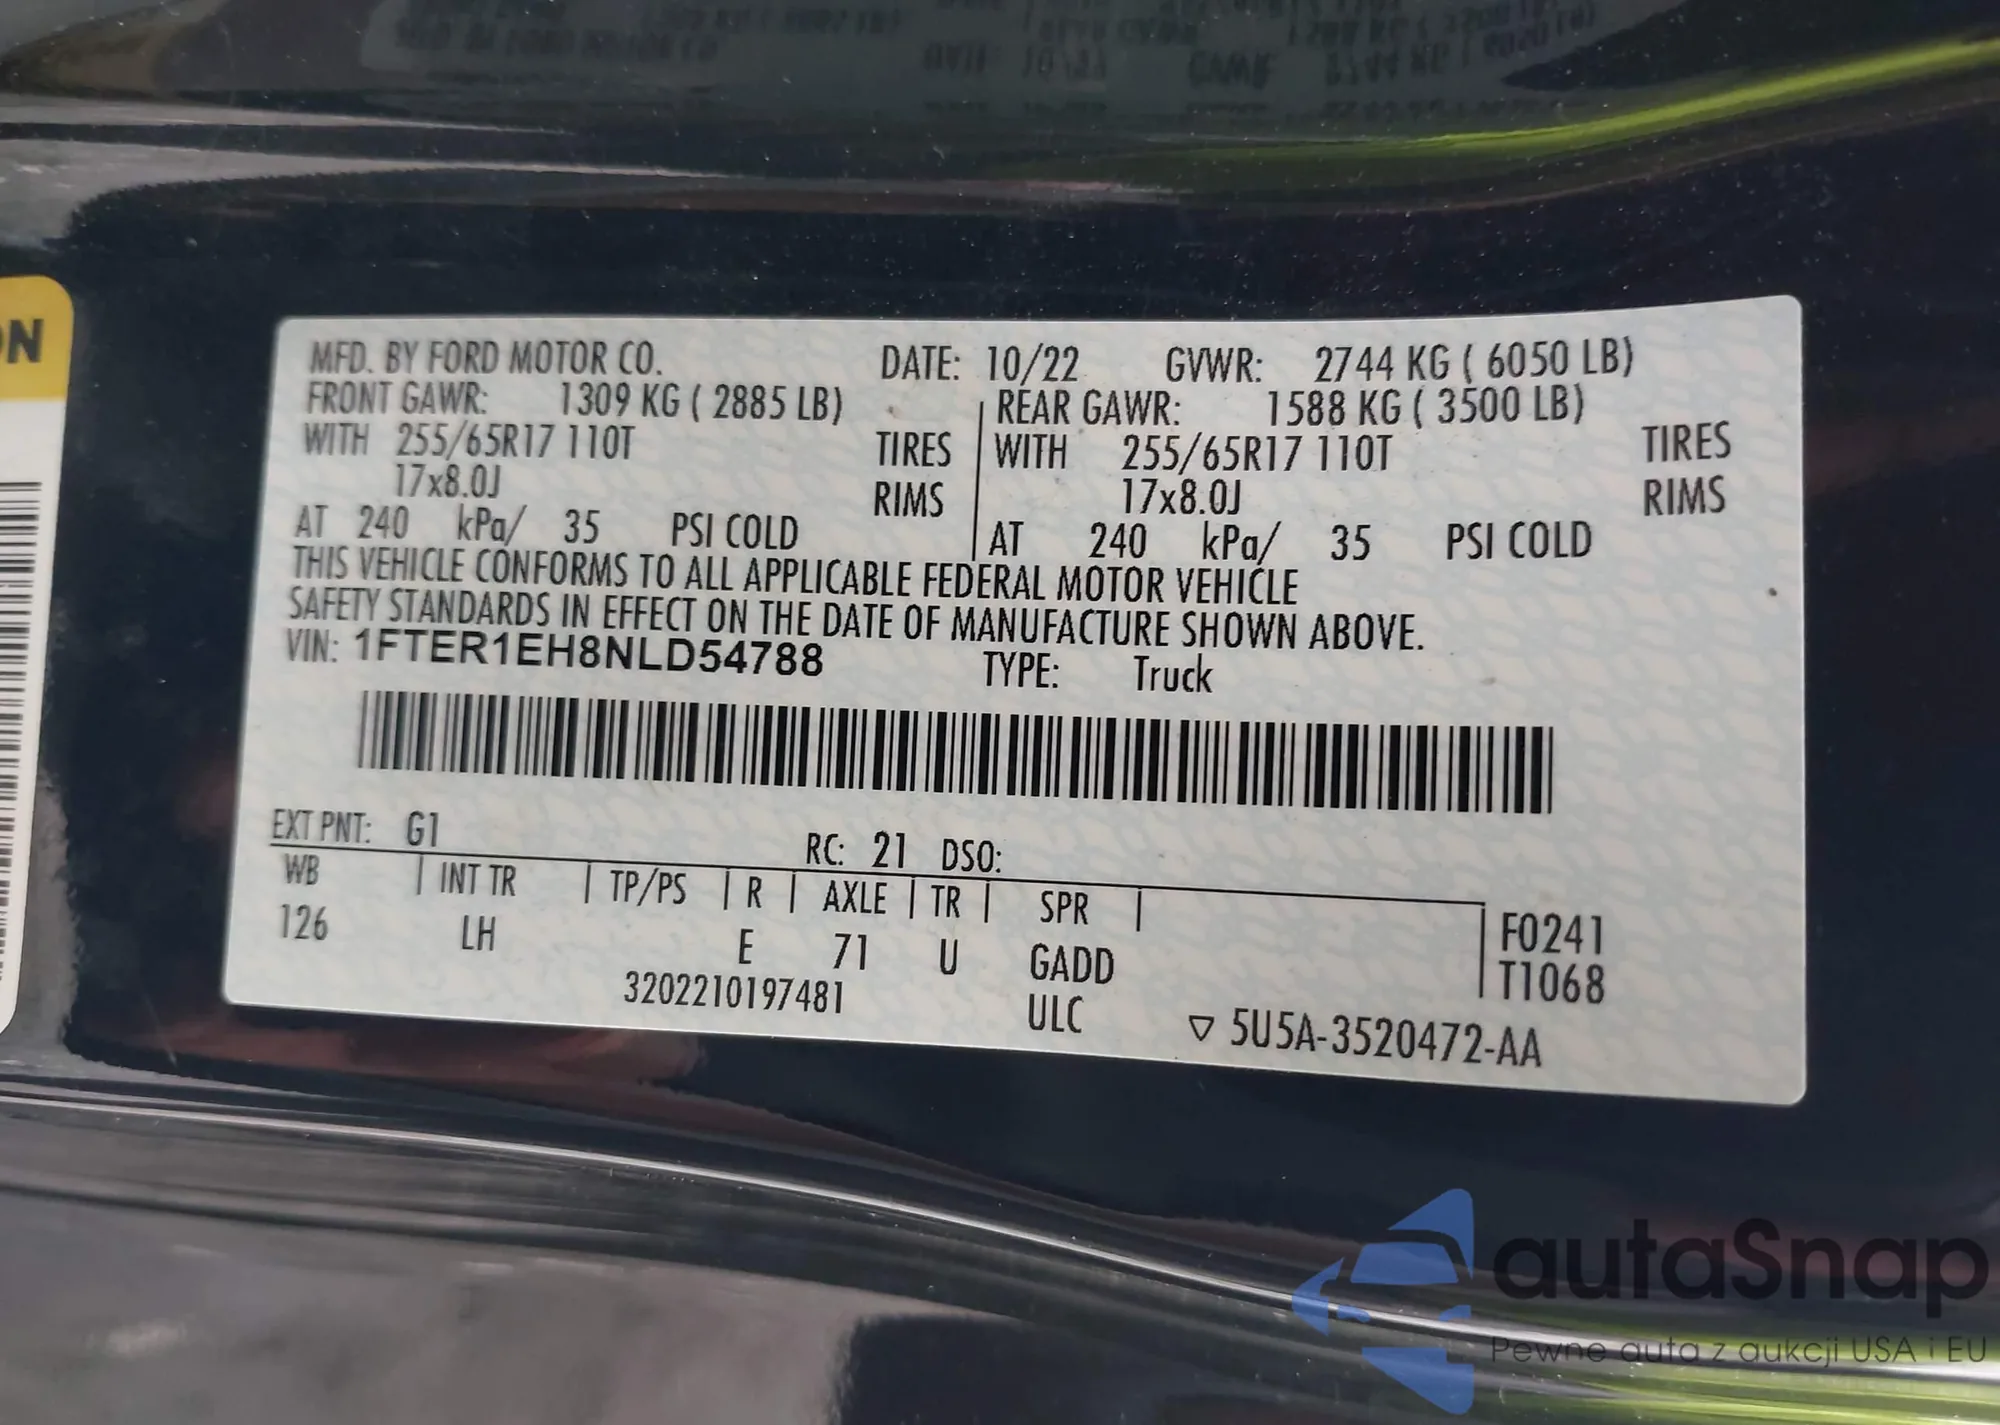 ON
MFD. BY FORD MOTOR CO. DATE: 10/22 GVWR: 2744 KG ( 6050 LB)
FRONT GAWR: 1309 KG ( 2885 LB) REAR GAWR: 1588 KG ( 3500 LB)
WITH 255/65R17 110T TIRES WITH 255/65R17 110T TIRES
17x8.0J RIMS 17x8.0J RIMS
AT 240 kPa/ 35 PSI COLD AT 240 kPa/ 35 PSI COLD
THIS VEHICLE CONFORMS TO ALL APPLICABLE FEDERAL MOTOR VEHICLE
SAFETY STANDARDS IN EFFECT ON THE DATE OF MANUFACTURE SHOWN ABOVE.
VIN: 1FTER1EH8NLD54788 TYPE: Truck
EXT PNT: G1 RC: 21 DSO:
WB INT TR TP/PS R AXLE TR SPR
126 LH E 71 U GADD
F0241
T1068
3202210197481 ULC ▽ 5U5A-3520472-AA
autaSnap
Pewne auta z aukcji USA i EU